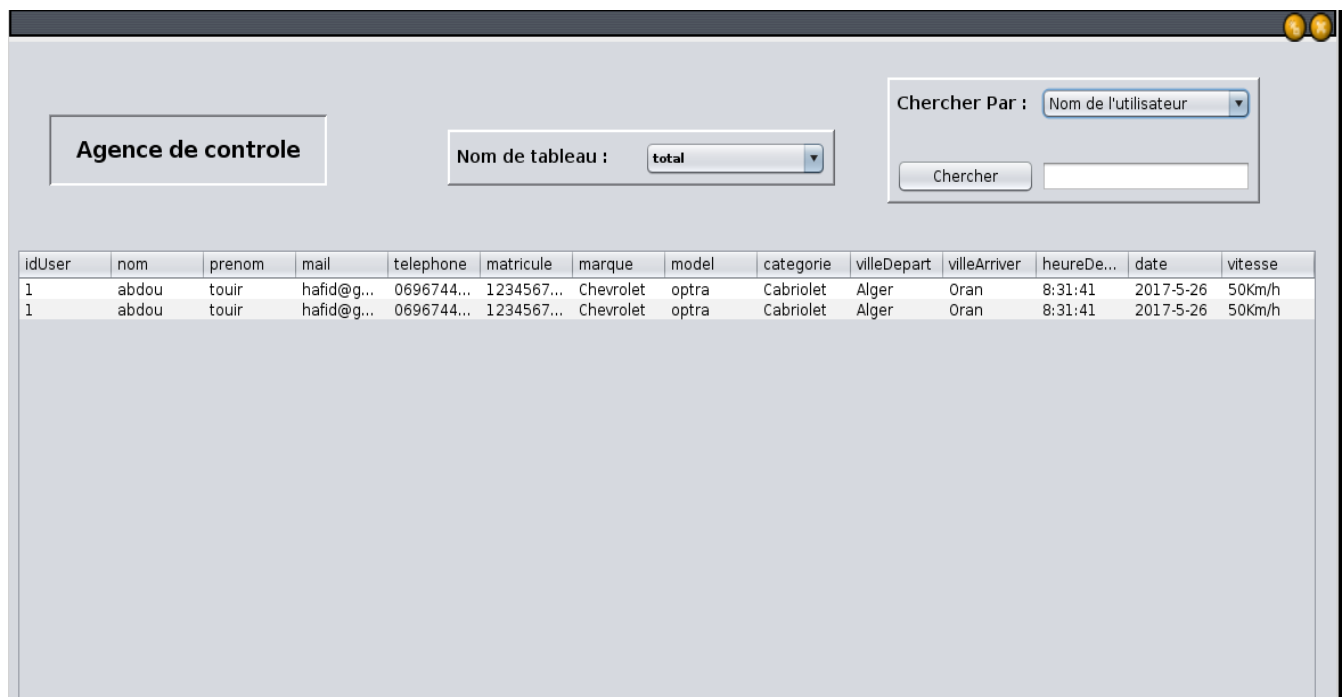 Chercher Par : Nom de l'utilisateur
Agence de controle
Nom de tableau : total
Chercher
idUser nom prenom mail telephone matricule marque model categorie villeDepart villeArriver heureDe... date vitesse
1 abdou touir hafid@g... 0696744... 1234567... Chevrolet optra Cabriolet Alger Oran 8:31:41 2017-5-26 50Km/h
1 abdou touir hafid@g... 0696744... 1234567... Chevrolet optra Cabriolet Alger Oran 8:31:41 2017-5-26 50Km/h